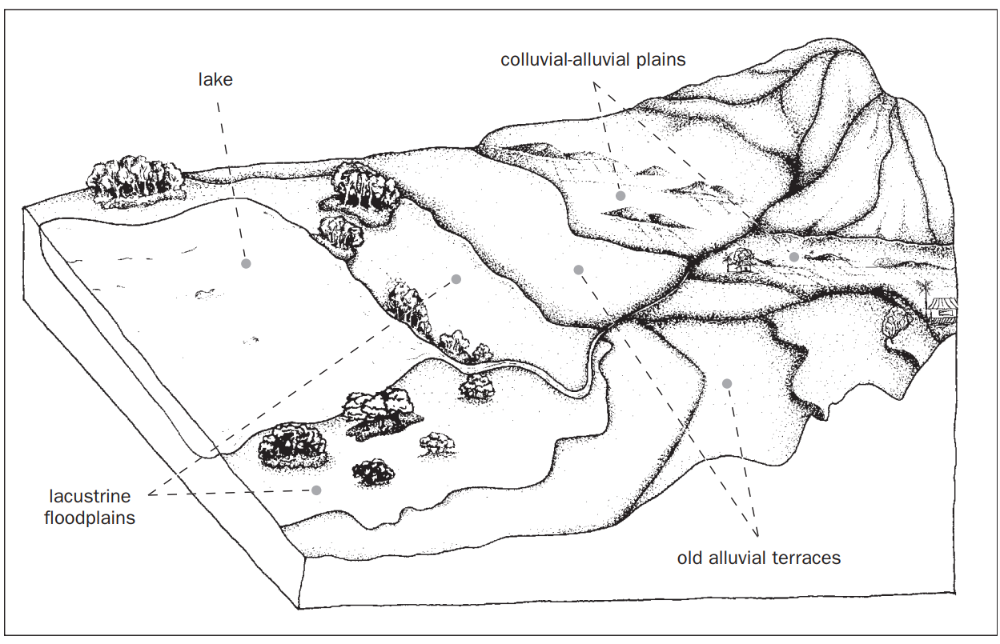 colluvial-alluvial plains
lake
lacustrine
floodplains
old alluvial terraces